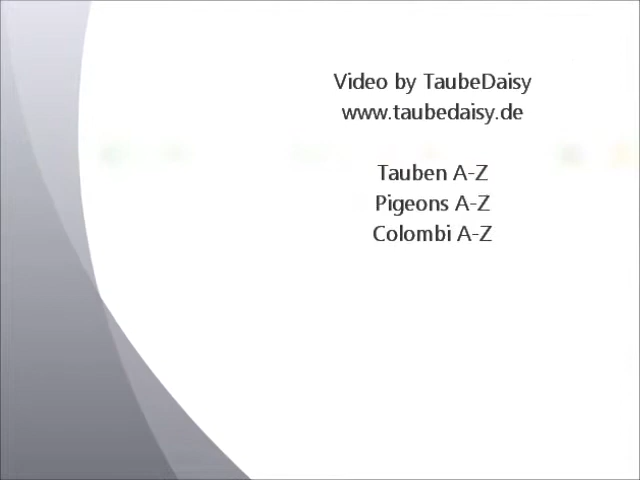 Video by TaubeDaisy
www.taubedaisy.de
Tauben A-Z
Pigeons A-Z
Colombi A-Z